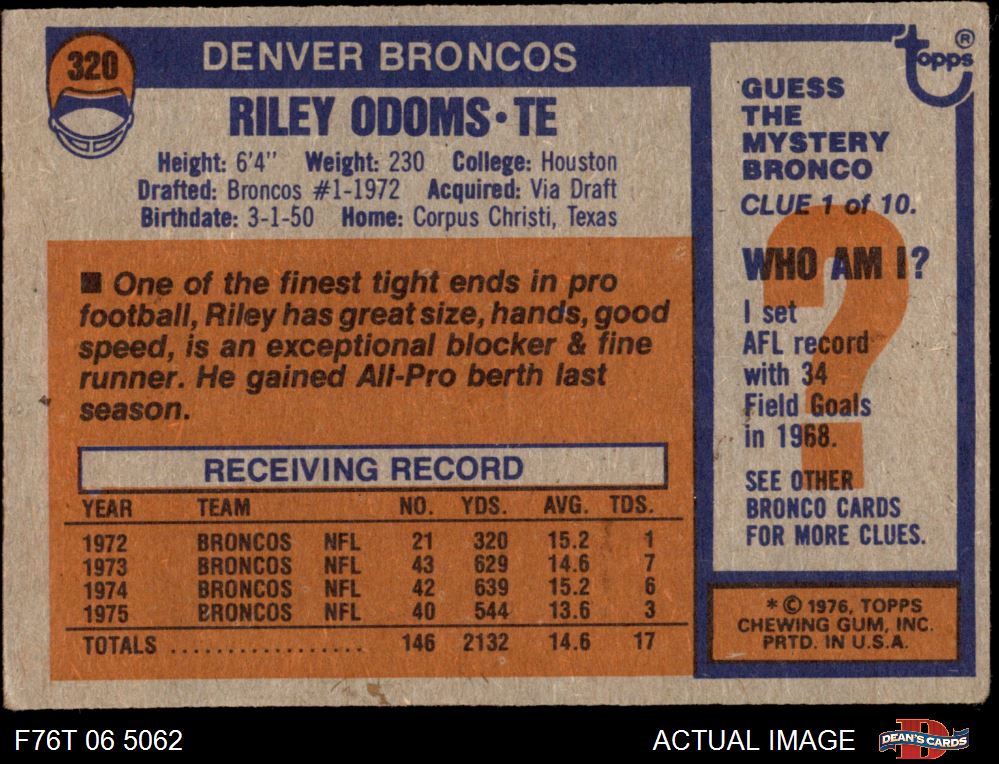 320
DENVER BRONCOS
RILEY ODOMS • TE
Height: 6'4" Weight: 230 College: Houston
Drafted: Broncos #1-1972 Acquired: Via Draft
Birthdate: 3-1-50 Home: Corpus Christi, Texas
■ One of the finest tight ends in pro
football, Riley has great size, hands, good
speed, is an exceptional blocker & fine
runner. He gained All-Pro berth last
season.
RECEIVING RECORD
YEAR TEAM NO. YDS. AVG. TDS.
1972 BRONCOS NFL 21 320 15.2 1
1973 BRONCOS NFL 43 629 14.6 7
1974 BRONCOS NFL 42 639 15.2 6
1975 BRONCOS NFL 40 544 13.6 3
TOTALS ................. 146 2132 14.6 17
topps®
GUESS
THE
MYSTERY
BRONCO
CLUE 1 of 10.
?
WHO AM I?
I set
AFL record
with 34
Field Goals
in 1968.
SEE OTHER
BRONCO CARDS
FOR MORE CLUES.
* © 1976, TOPPS
CHEWING GUM, INC.
PRTD. IN U.S.A.
F76T 06 5062
ACTUAL IMAGE
D
DEAN'S CARDS